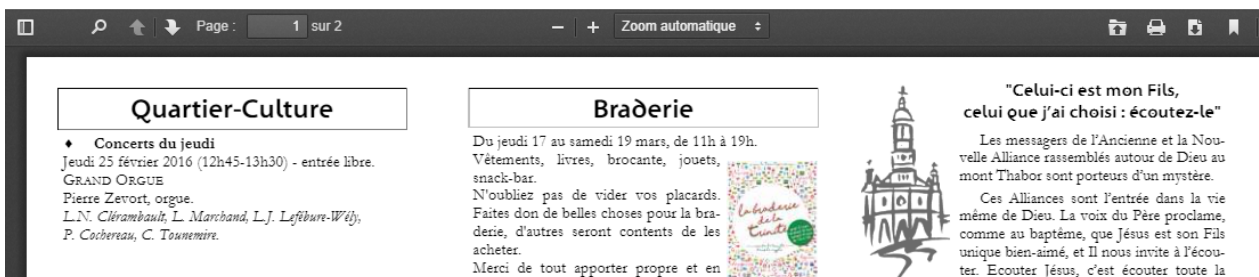 Page :
1 sur 2
Zoom automatique
Quartier-Culture
♦ Concerts du jeudi
Jeudi 25 février 2016 (12h45-13h30) - entrée libre.
GRAND ORGUE
Pierre Zevort, orgue.
L.N. Clérambault, L. Marchand, L.J. Lefébure-Wély,
P. Cochereau, C. Tounemire.
Braderie
Du jeudi 17 au samedi 19 mars, de 11h à 19h.
Vêtements, livres, brocante, jouets,
snack-bar.
N'oubliez pas de vider vos placards.
Faites don de belles choses pour la bra-
derie, d'autres seront contents de les
acheter.
Merci de tout apporter propre et en
la braderie
de la
Trinité
"Celui-ci est mon Fils,
celui que j'ai choisi : écoutez-le"
Les messagers de l'Ancienne et la Nou-
velle Alliance rassemblés autour de Dieu au
mont Thabor sont porteurs d'un mystère.
Ces Alliances sont l'entrée dans la vie
même de Dieu. La voix du Père proclame,
comme au baptême, que Jésus est son Fils
unique bien-aimé, et Il nous invite à l'écou-
ter. Ecouter Jésus, c'est écouter toute la